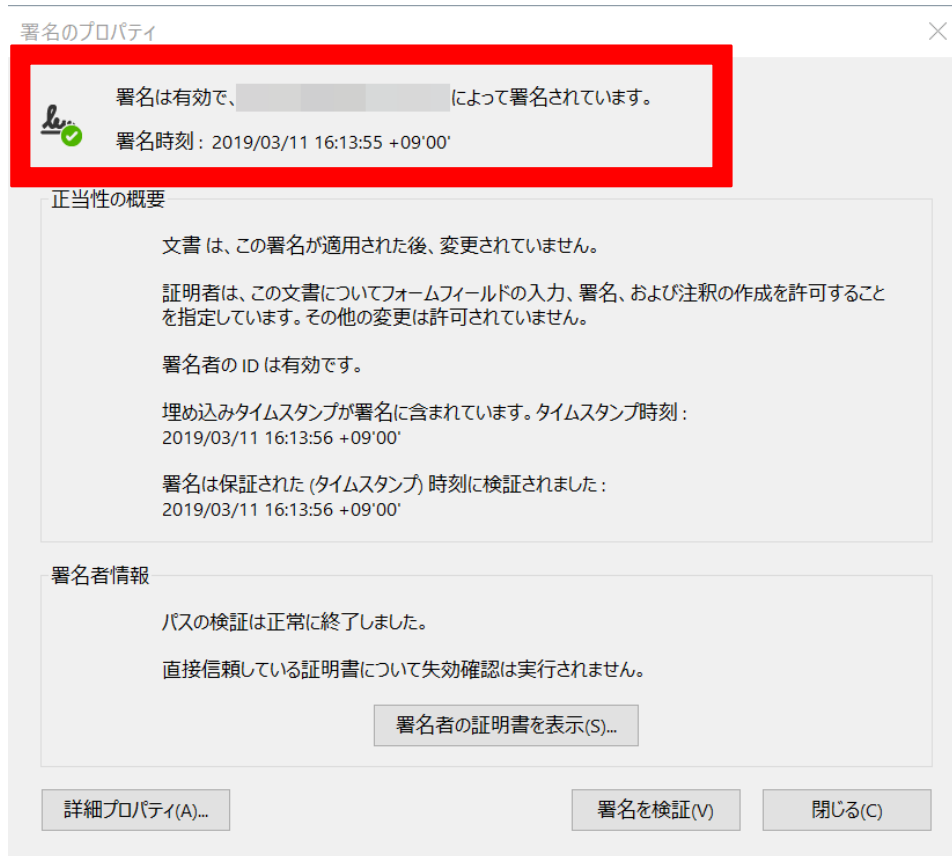 署名のプロパティ
署名は有効で、によって署名されています。
署名時刻 : 2019/03/11 16:13:55 +09'00'
正当性の概要
文書 は、この署名が適用された後、変更されていません。
証明者は、この文書についてフォームフィールドの入力、署名、および注釈の作成を許可すること
を指定しています。その他の変更は許可されていません。
署名者の ID は有効です。
埋め込みタイムスタンプが署名に含まれています。タイムスタンプ時刻 :
2019/03/11 16:13:56 +09'00'
署名は保証された (タイムスタンプ) 時刻に検証されました :
2019/03/11 16:13:56 +09'00'
署名者情報
パスの検証は正常に終了しました。
直接信頼している証明書について失効確認は実行されません。
署名者の証明書を表示(S)...
詳細プロパティ(A)...
署名を検証(V)
閉じる(C)